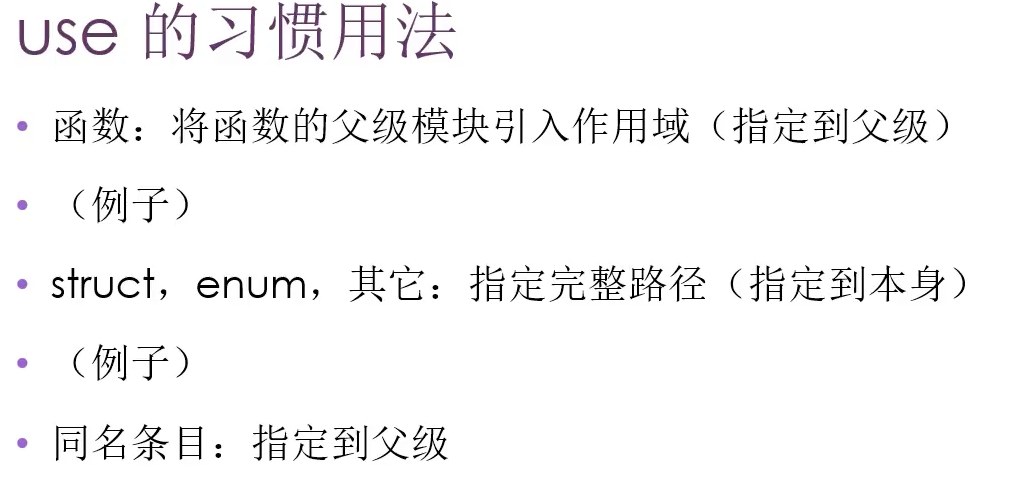 use 的习惯用法
• 函数：将函数的父级模块引入作用域（指定到父级）
• （例子）
• struct，enum，其它：指定完整路径（指定到本身）
• （例子）
• 同名条目：指定到父级